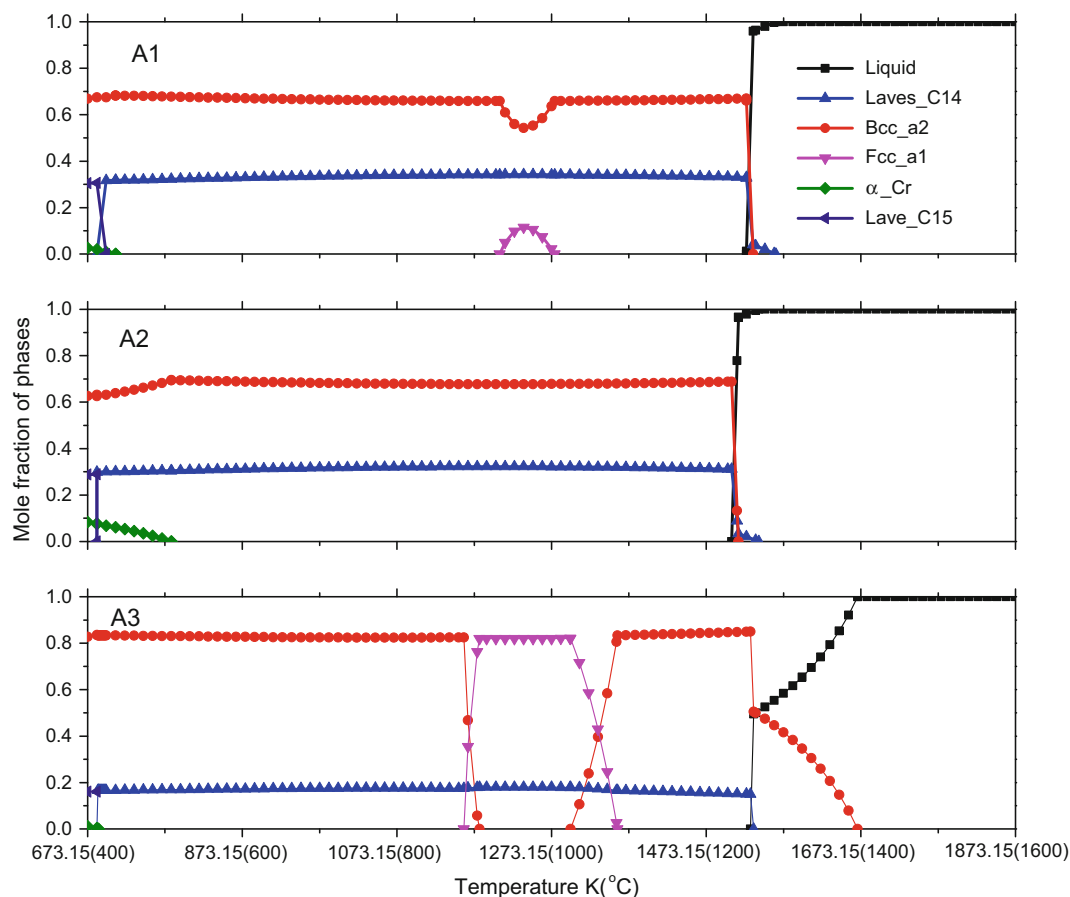 A1
1.0
0.8
0.6
0.4
0.2
0.0
Liquid
Laves_C14
Bcc_a2
Fcc_a1
α_Cr
Lave_C15
A2
1.0
0.8
0.6
0.4
0.2
0.0
Mole fraction of phases
A3
1.0
0.8
0.6
0.4
0.2
0.0
673.15(400) 873.15(600) 1073.15(800) 1273.15(1000) 1473.15(1200) 1673.15(1400) 1873.15(1600)
Temperature K(°C)